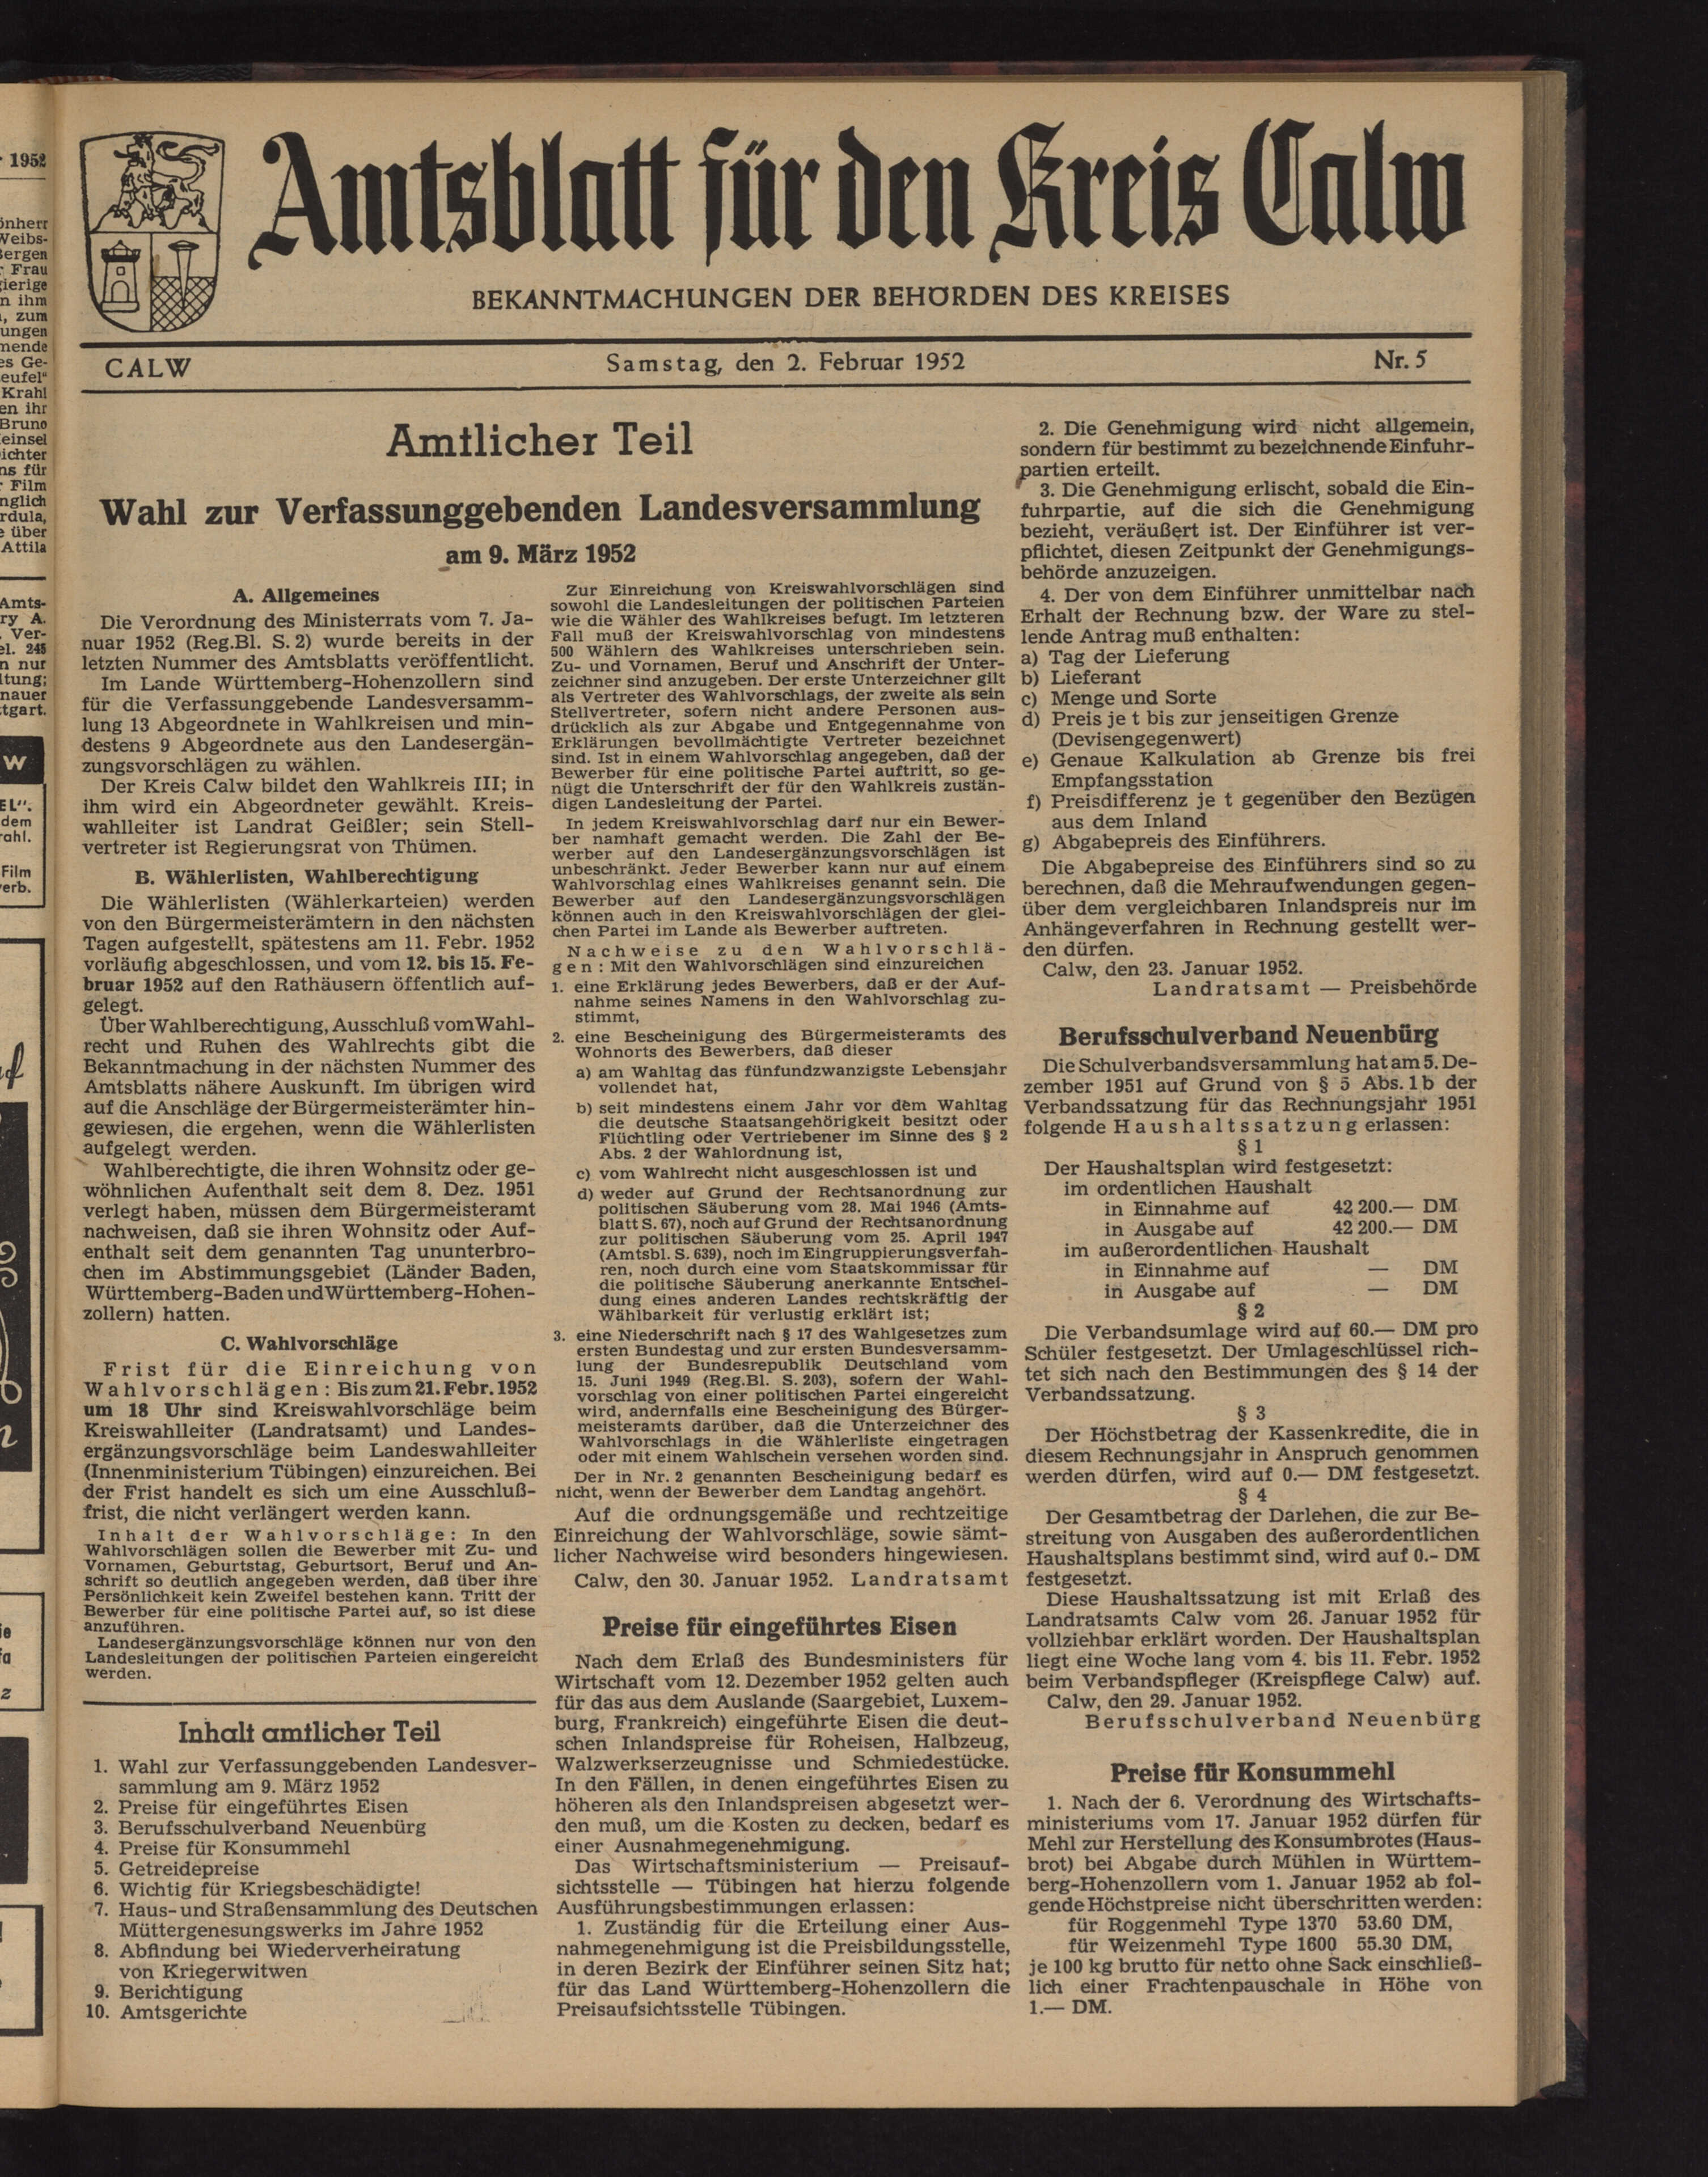 Amtsblatt für den Kreis Calw
BEKANNTMACHUNGEN DER BEHÖRDEN DES KREISES
CALW
Samstag, den 2. Februar 1952
Nr. 5
Amtlicher Teil
Wahl zur Verfassunggebenden Landesversammlung
am 9. März 1952
A. Allgemeines
Die Verordnung des Ministerrats vom 7. Ja-
nuar 1952 (Reg.Bl. S. 2) wurde bereits in der
letzten Nummer des Amtsblatts veröffentlicht.
Im Lande Württemberg-Hohenzollern sind
für die Verfassunggebende Landesversamm-
lung 13 Abgeordnete in Wahlkreisen und min-
destens 9 Abgeordnete aus den Landesergän-
zungsvorschlägen zu wählen.
Der Kreis Calw bildet den Wahlkreis III; in
ihm wird ein Abgeordneter gewählt. Kreis-
wahlleiter ist Landrat Geißler; sein Stell-
vertreter ist Regierungsrat von Thümen.
B. Wählerlisten, Wahlberechtigung
Die Wählerlisten (Wählerkarteien) werden
von den Bürgermeisterämtern in den nächsten
Tagen aufgestellt, spätestens am 11. Febr. 1952
vorläufig abgeschlossen, und vom 12. bis 15. Fe-
bruar 1952 auf den Rathäusern öffentlich auf-
gelegt.
Über Wahlberechtigung, Ausschluß vom Wahl-
recht und Ruhen des Wahlrechts gibt die
Bekanntmachung in der nächsten Nummer des
Amtsblatts nähere Auskunft. Im übrigen wird
auf die Anschläge der Bürgermeisterämter hin-
gewiesen, die ergehen, wenn die Wählerlisten
aufgelegt werden.
Wahlberechtigte, die ihren Wohnsitz oder ge-
wöhnlichen Aufenthalt seit dem 8. Dez. 1951
verlegt haben, müssen dem Bürgermeisteramt
nachweisen, daß sie ihren Wohnsitz oder Auf-
enthalt seit dem genannten Tag ununterbro-
chen im Abstimmungsgebiet (Länder Baden,
Württemberg-Baden und Württemberg-Hohen-
zollern) hatten.
C. Wahlvorschläge
Frist für die Einreichung von
Wahlvorschlägen: Bis zum 21. Febr. 1952
um 18 Uhr sind Kreiswahlvorschläge beim
Kreiswahlleiter (Landratsamt) und Landes-
ergänzungsvorschläge beim Landeswahlleiter
(Innenministerium Tübingen) einzureichen. Bei
der Frist handelt es sich um eine Ausschluß-
frist, die nicht verlängert werden kann.
Inhalt der Wahlvorschläge: In den
Wahlvorschlägen sollen die Bewerber mit Zu- und
Vornamen, Geburtstag, Geburtsort, Beruf und An-
schrift so deutlich angegeben werden, daß über ihre
Persönlichkeit kein Zweifel bestehen kann. Tritt der
Bewerber für eine politische Partei auf, so ist diese
anzuführen.
Landesergänzungsvorschläge können nur von den
Landesleitungen der politischen Parteien eingereicht
werden.
Inhalt amtlicher Teil
1. Wahl zur Verfassunggebenden Landesver-
sammlung am 9. März 1952
2. Preise für eingeführtes Eisen
3. Berufsschulverband Neuenbürg
4. Preise für Konsummehl
5. Getreidepreise
6. Wichtig für Kriegsbeschädigte!
7. Haus- und Straßensammlung des Deutschen
Müttergenesungswerks im Jahre 1952
8. Abfindung bei Wiederverheiratung
von Kriegerwitwen
9. Berichtigung
10. Amtsgerichte
Zur Einreichung von Kreiswahlvorschlägen sind
sowohl die Landesleitungen der politischen Parteien
wie die Wähler des Wahlkreises befugt. Im letzteren
Fall muß der Kreiswahlvorschlag von mindestens
500 Wählern des Wahlkreises unterschrieben sein.
Zu- und Vornamen, Beruf und Anschrift der Unter-
zeichner sind anzugeben. Der erste Unterzeichner gilt
als Vertreter des Wahlvorschlags, der zweite als sein
Stellvertreter, sofern nicht andere Personen aus-
drücklich als zur Abgabe und Entgegennahme von
Erklärungen bevollmächtigte Vertreter bezeichnet
sind. Ist in einem Wahlvorschlag angegeben, daß der
Bewerber für eine politische Partei auftritt, so ge-
nügt die Unterschrift der für den Wahlkreis zustän-
digen Landesleitung der Partei.
In jedem Kreiswahlvorschlag darf nur ein Bewer-
ber namhaft gemacht werden. Die Zahl der Be-
werber auf den Landesergänzungsvorschlägen ist
unbeschränkt. Jeder Bewerber kann nur auf einem
Wahlvorschlag eines Wahlkreises genannt sein. Die
Bewerber auf den Landesergänzungsvorschlägen
können auch in den Kreiswahlvorschlägen der glei-
chen Partei im Lande als Bewerber auftreten.
Nachweise zu den Wahlvorschlä-
gen: Mit den Wahlvorschlägen sind einzureichen
1. eine Erklärung jedes Bewerbers, daß er der Auf-
nahme seines Namens in den Wahlvorschlag zu-
stimmt,
2. eine Bescheinigung des Bürgermeisteramts des
Wohnorts des Bewerbers, daß dieser
a) am Wahltag das fünfundzwanzigste Lebensjahr
vollendet hat,
b) seit mindestens einem Jahr vor dem Wahltag
die deutsche Staatsangehörigkeit besitzt oder
Flüchtling oder Vertriebener im Sinne des § 2
Abs. 2 der Wahlordnung ist,
c) vom Wahlrecht nicht ausgeschlossen ist und
d) weder auf Grund der Rechtsanordnung zur
politischen Säuberung vom 28. Mai 1946 (Amts-
blatt S. 67), noch auf Grund der Rechtsanordnung
zur politischen Säuberung vom 25. April 1947
(Amtsbl. S. 639), noch im Eingruppierungsverfah-
ren, noch durch eine vom Staatskommissar für
die politische Säuberung anerkannte Entschei-
dung eines anderen Landes rechtskräftig der
Wählbarkeit für verlustig erklärt ist;
3. eine Niederschrift nach § 17 des Wahlgesetzes zum
ersten Bundestag und zur ersten Bundesversamm-
lung der Bundesrepublik Deutschland vom
15. Juni 1949 (Reg.Bl. S. 203), sofern der Wahl-
vorschlag von einer politischen Partei eingereicht
wird, andernfalls eine Bescheinigung des Bürger-
meisteramts darüber, daß die Unterzeichner des
Wahlvorschlags in die Wählerliste eingetragen
oder mit einem Wahlschein versehen worden sind.
Der in Nr. 2 genannten Bescheinigung bedarf es
nicht, wenn der Bewerber dem Landtag angehört.
Auf die ordnungsgemäße und rechtzeitige
Einreichung der Wahlvorschläge, sowie sämt-
licher Nachweise wird besonders hingewiesen.
Calw, den 30. Januar 1952. Landratsamt
Preise für eingeführtes Eisen
Nach dem Erlaß des Bundesministers für
Wirtschaft vom 12. Dezember 1952 gelten auch
für das aus dem Auslande (Saargebiet, Luxem-
burg, Frankreich) eingeführte Eisen die deut-
schen Inlandspreise für Roheisen, Halbzeug,
Walzwerkserzeugnisse und Schmiedestücke.
In den Fällen, in denen eingeführtes Eisen zu
höheren als den Inlandspreisen abgesetzt wer-
den muß, um die Kosten zu decken, bedarf es
einer Ausnahmegenehmigung.
Das Wirtschaftsministerium — Preisauf-
sichtsstelle — Tübingen hat hierzu folgende
Ausführungsbestimmungen erlassen:
1. Zuständig für die Erteilung einer Aus-
nahmegenehmigung ist die Preisbildungsstelle,
in deren Bezirk der Einführer seinen Sitz hat;
für das Land Württemberg-Hohenzollern die
Preisaufsichtsstelle Tübingen.
2. Die Genehmigung wird nicht allgemein,
sondern für bestimmt zu bezeichnende Einfuhr-
partien erteilt.
3. Die Genehmigung erlischt, sobald die Ein-
fuhrpartie, auf die sich die Genehmigung
bezieht, veräußert ist. Der Einführer ist ver-
pflichtet, diesen Zeitpunkt der Genehmigungs-
behörde anzuzeigen.
4. Der von dem Einführer unmittelbar nach
Erhalt der Rechnung bzw. der Ware zu stel-
lende Antrag muß enthalten:
a) Tag der Lieferung
b) Lieferant
c) Menge und Sorte
d) Preis je t bis zur jenseitigen Grenze
(Devisengegenwert)
e) Genaue Kalkulation ab Grenze bis frei
Empfangsstation
f) Preisdifferenz je t gegenüber den Bezügen
aus dem Inland
g) Abgabepreis des Einführers.
Die Abgabepreise des Einführers sind so zu
berechnen, daß die Mehraufwendungen gegen-
über dem vergleichbaren Inlandspreis nur im
Anhängeverfahren in Rechnung gestellt wer-
den dürfen.
Calw, den 23. Januar 1952.
Landratsamt — Preisbehörde
Berufsschulverband Neuenbürg
Die Schulverbandsversammlung hat am 5. De-
zember 1951 auf Grund von § 5 Abs. 1 b der
Verbandssatzung für das Rechnungsjahr 1951
folgende Haushaltssatzung erlassen:
§ 1
Der Haushaltsplan wird festgesetzt:
im ordentlichen Haushalt
in Einnahme auf 42 200.— DM
in Ausgabe auf 42 200.— DM
im außerordentlichen Haushalt
in Einnahme auf — DM
in Ausgabe auf — DM
§ 2
Die Verbandsumlage wird auf 60.— DM pro
Schüler festgesetzt. Der Umlageschlüssel rich-
tet sich nach den Bestimmungen des § 14 der
Verbandssatzung.
§ 3
Der Höchstbetrag der Kassenkredite, die in
diesem Rechnungsjahr in Anspruch genommen
werden dürfen, wird auf 0.— DM festgesetzt.
§ 4
Der Gesamtbetrag der Darlehen, die zur Be-
streitung von Ausgaben des außerordentlichen
Haushaltsplans bestimmt sind, wird auf 0.- DM
festgesetzt.
Diese Haushaltssatzung ist mit Erlaß des
Landratsamts Calw vom 26. Januar 1952 für
vollziehbar erklärt worden. Der Haushaltsplan
liegt eine Woche lang vom 4. bis 11. Febr. 1952
beim Verbandspfleger (Kreispflege Calw) auf.
Calw, den 29. Januar 1952.
Berufsschulverband Neuenbürg
Preise für Konsummehl
1. Nach der 6. Verordnung des Wirtschafts-
ministeriums vom 17. Januar 1952 dürfen für
Mehl zur Herstellung des Konsumbrotes (Haus-
brot) bei Abgabe durch Mühlen in Württem-
berg-Hohenzollern vom 1. Januar 1952 ab fol-
gende Höchstpreise nicht überschritten werden:
für Roggenmehl Type 1370 53.60 DM,
für Weizenmehl Type 1600 55.30 DM,
je 100 kg brutto für netto ohne Sack einschließ-
lich einer Frachtenpauschale in Höhe von
1.— DM.